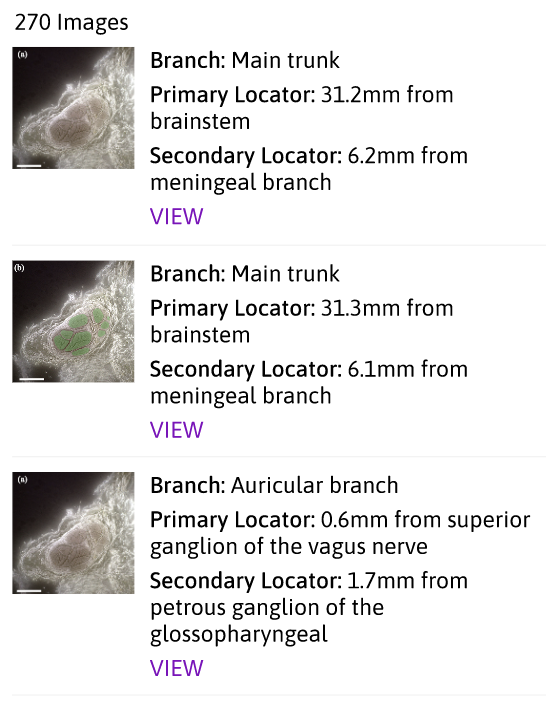 270 Images
(a)
Branch: Main trunk
Primary Locator: 31.2mm from
brainstem
Secondary Locator: 6.2mm from
meningeal branch
VIEW
(b)
Branch: Main trunk
Primary Locator: 31.3mm from
brainstem
Secondary Locator: 6.1mm from
meningeal branch
VIEW
(a)
Branch: Auricular branch
Primary Locator: 0.6mm from superior
ganglion of the vagus nerve
Secondary Locator: 1.7mm from
petrous ganglion of the
glossopharyngeal
VIEW